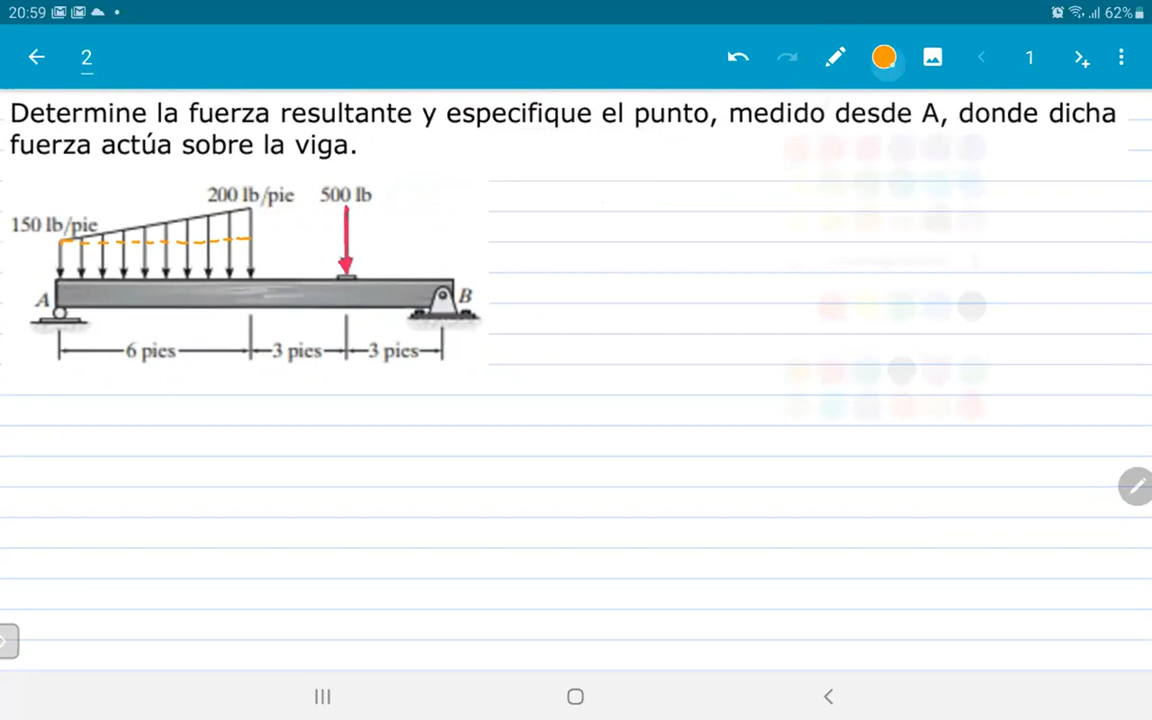 20:59
62%
2
1
Determine la fuerza resultante y especifique el punto, medido desde A, donde dicha
fuerza actúa sobre la viga.
200 lb/pie 500 lb
150 lb/pie
A
B
6 pies 3 pies 3 pies